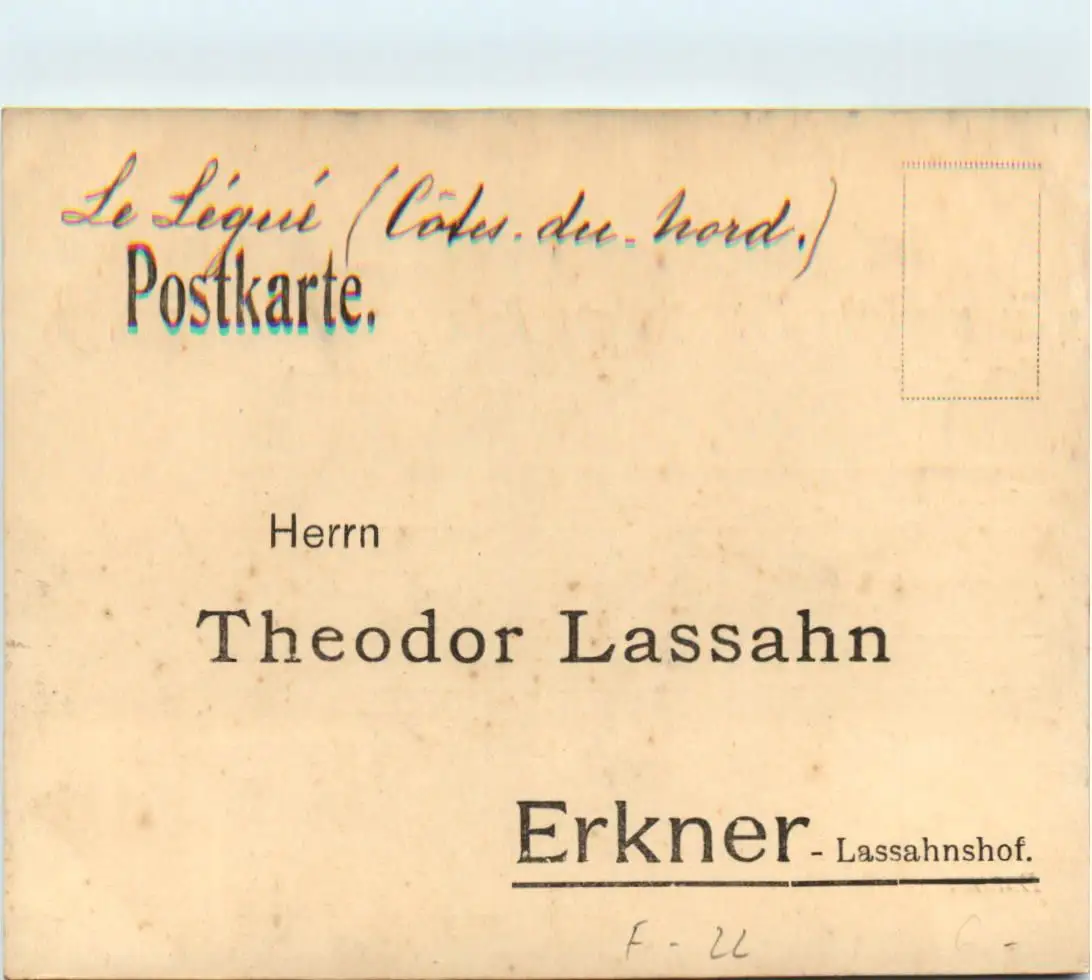 Le Légué (Côtes. du. Nord.)
Postkarte.
Herrn
Theodor Lassahn
Erkner - Lassahnshof.
F - 22